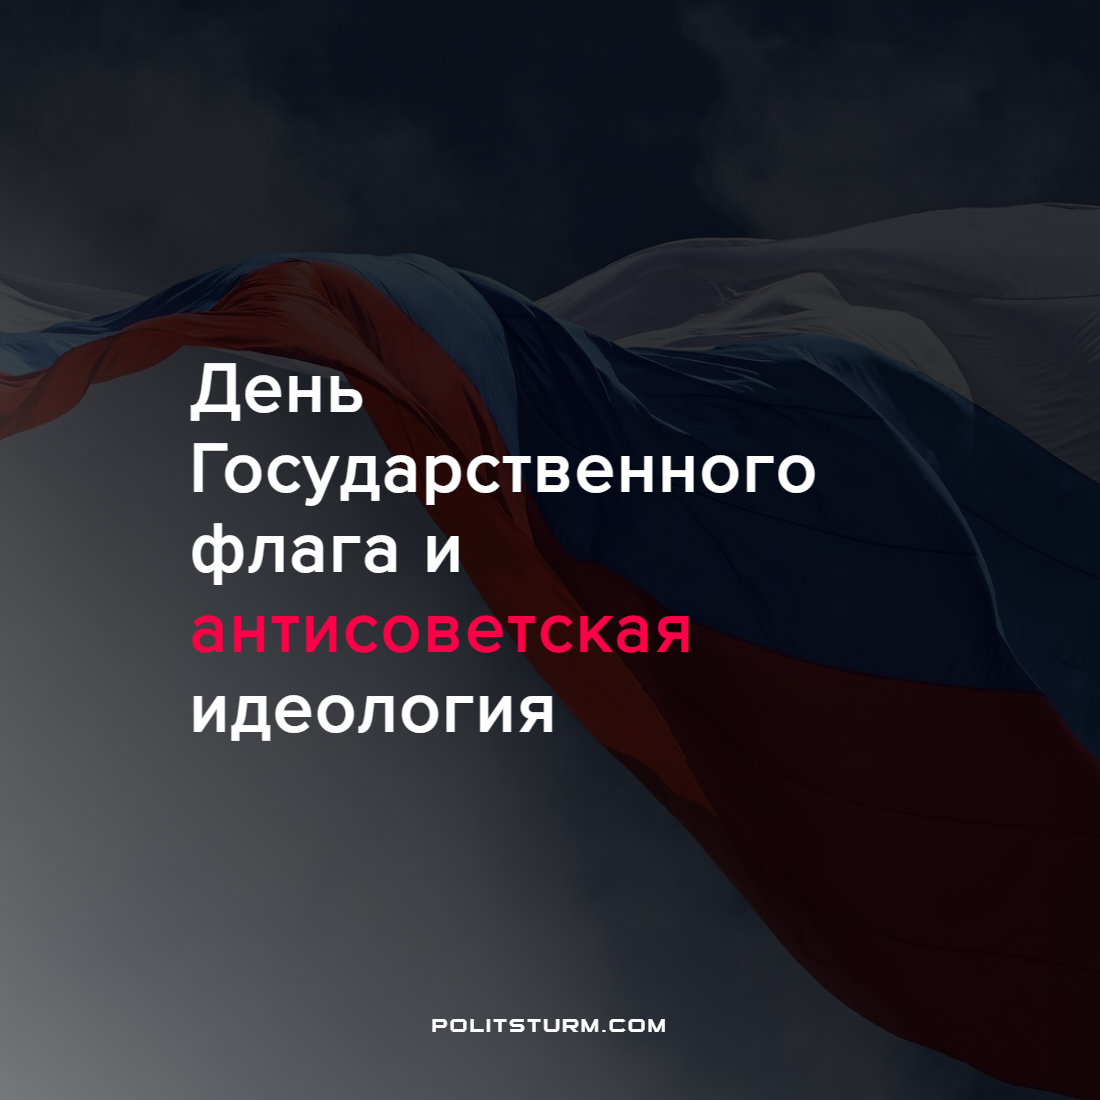 День
Государственного
флага и
антисоветская
идеология
POLITSTURM.COM